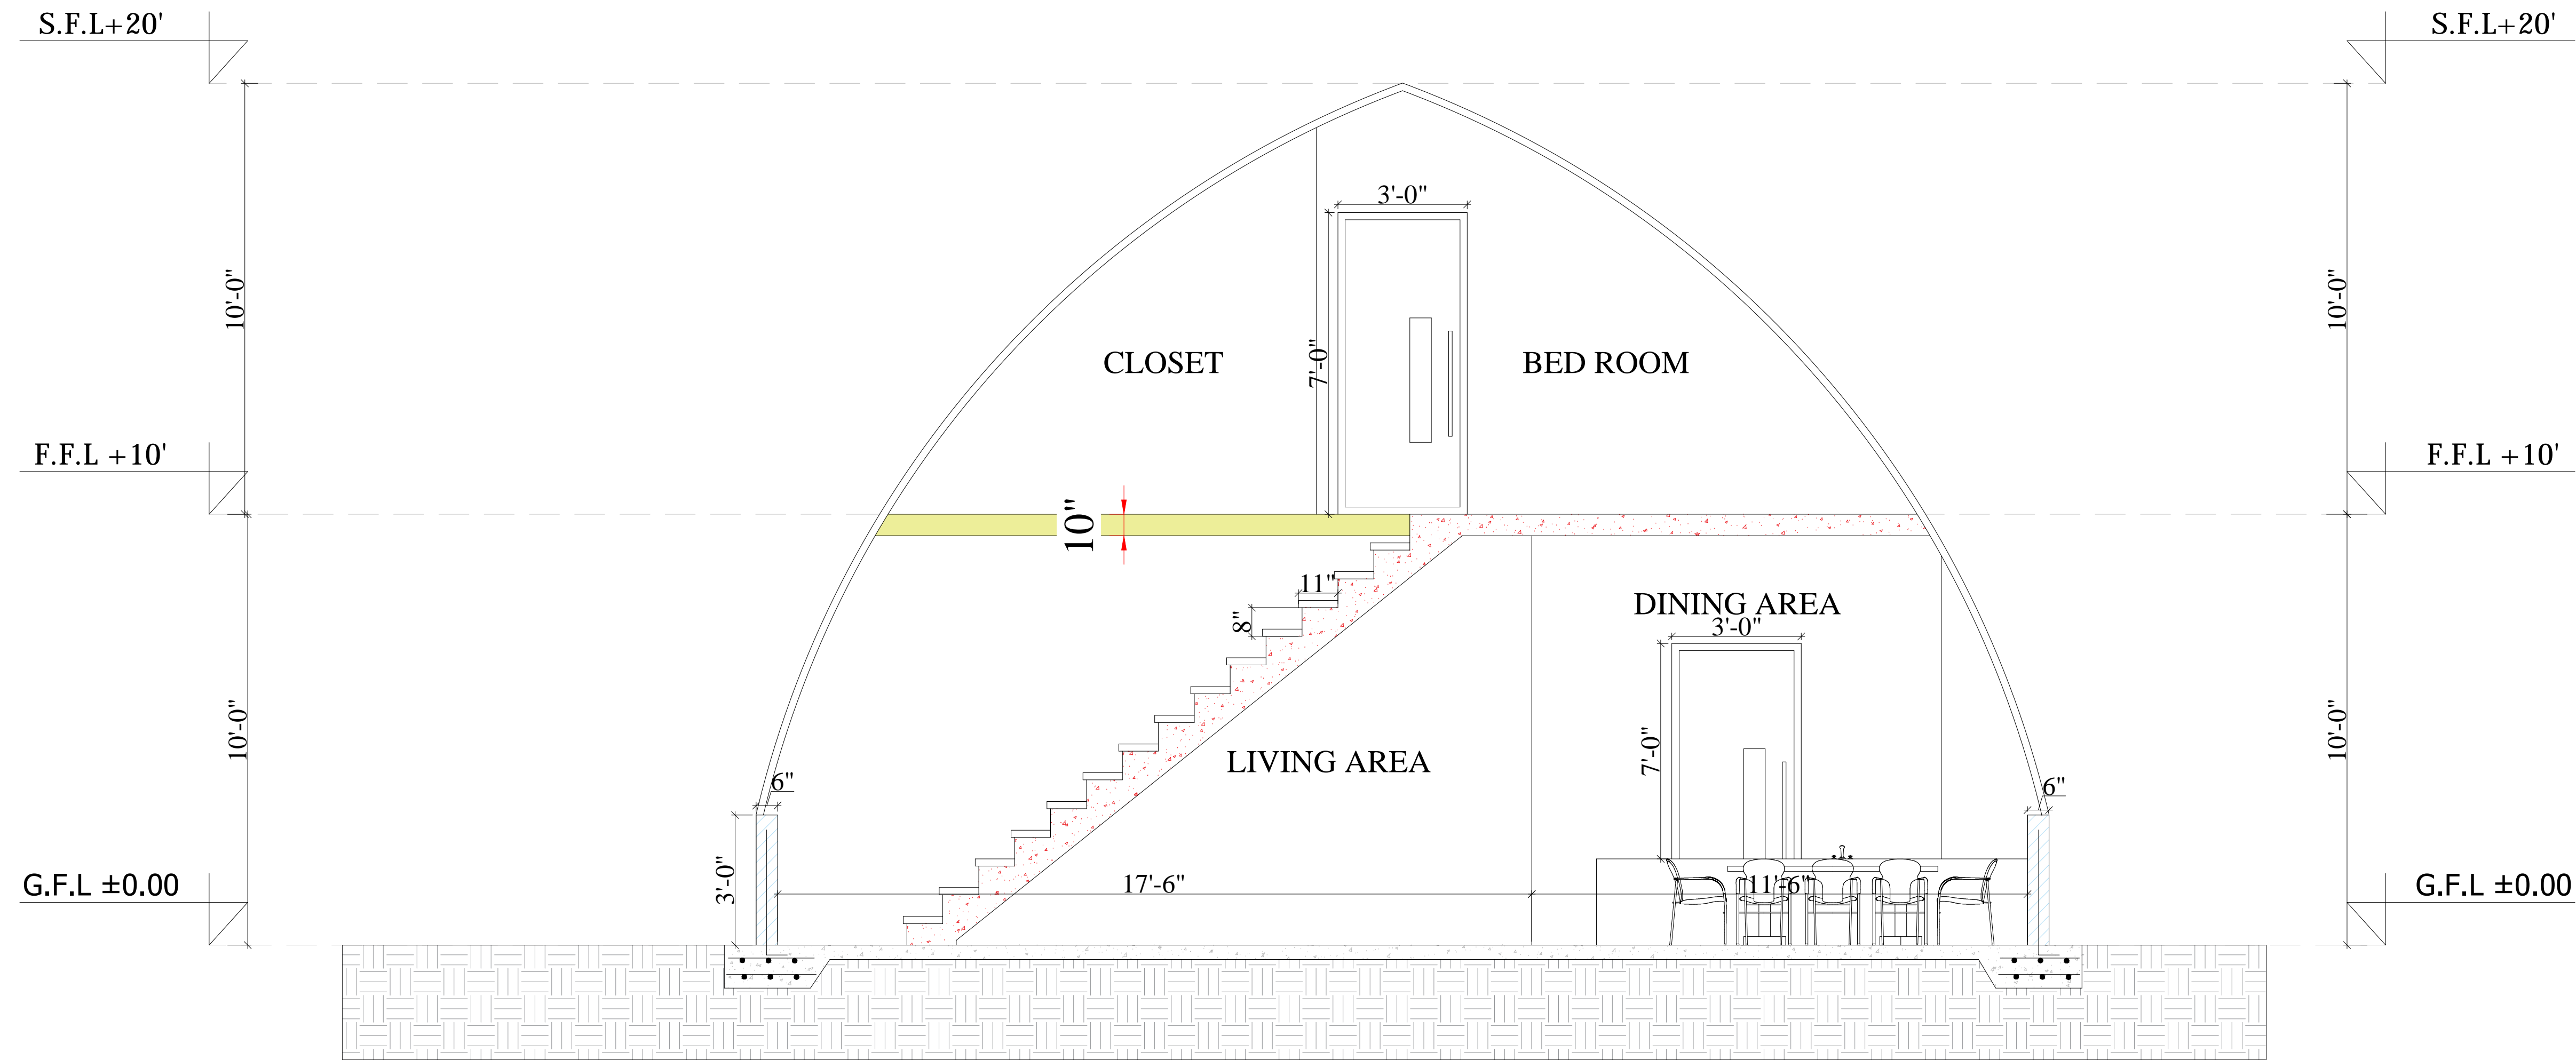 S.F.L+20'
S.F.L+20'
3'-0"
10'-0"
10'-0"
7'-0"
CLOSET
BED ROOM
F.F.L +10'
F.F.L +10'
10"
11"
8"
DINING AREA
3'-0"
10'-0"
7'-0"
10'-0"
LIVING AREA
6"
6"
3'-0"
17'-6"
11'-6"
G.F.L ±0.00
G.F.L ±0.00